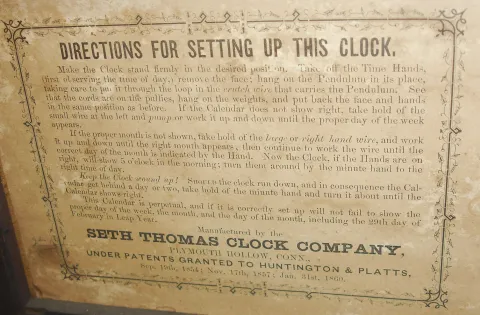 DIRECTIONS FOR SETTING UP THIS CLOCK.
Make the Clock stand firmly in the desired position. Take off the Time Hands,
(first observing the time of day,) remove the face; hang on the Pendulum in its place,
taking care to put it through the loop in the crutch wire that carries the Pendulum. See
that the cords are on the pullies, hang on the weights, and put back the face and hands
in the same position as before. If the Calendar does not show right, take hold of the
small wire at the left and pump or work it up and down until the proper day of the week
appears.
If the proper month is not shown, take hold of the large or right hand wire, and work
it up and down until the right month appears, then continue to work the wire until the
correct day of the month is indicated by the Hand. Now the Clock, if the Hands are on
right, will show 5 o'clock in the morning; turn them around by the minute hand to the
right time of day.
Keep the Clock wound up! Should the clock run down, and in consequence the Cal-
endar get behind a day or two, take hold of the minute hand and turn it about until the
Calendar shows right.
This Calendar is perpetual, and if it is correctly set up will not fail to show the
proper day of the week, the month, and the day of the month, including the 29th day of
February in Leap Year.
Manufactured by the
SETH THOMAS CLOCK COMPANY,
PLYMOUTH HOLLOW, CONN.,
UNDER PATENTS GRANTED TO HUNTINGTON & PLATTS,
Sept. 19th, 1854; Nov. 17th, 1857; Jan. 31st, 1860.